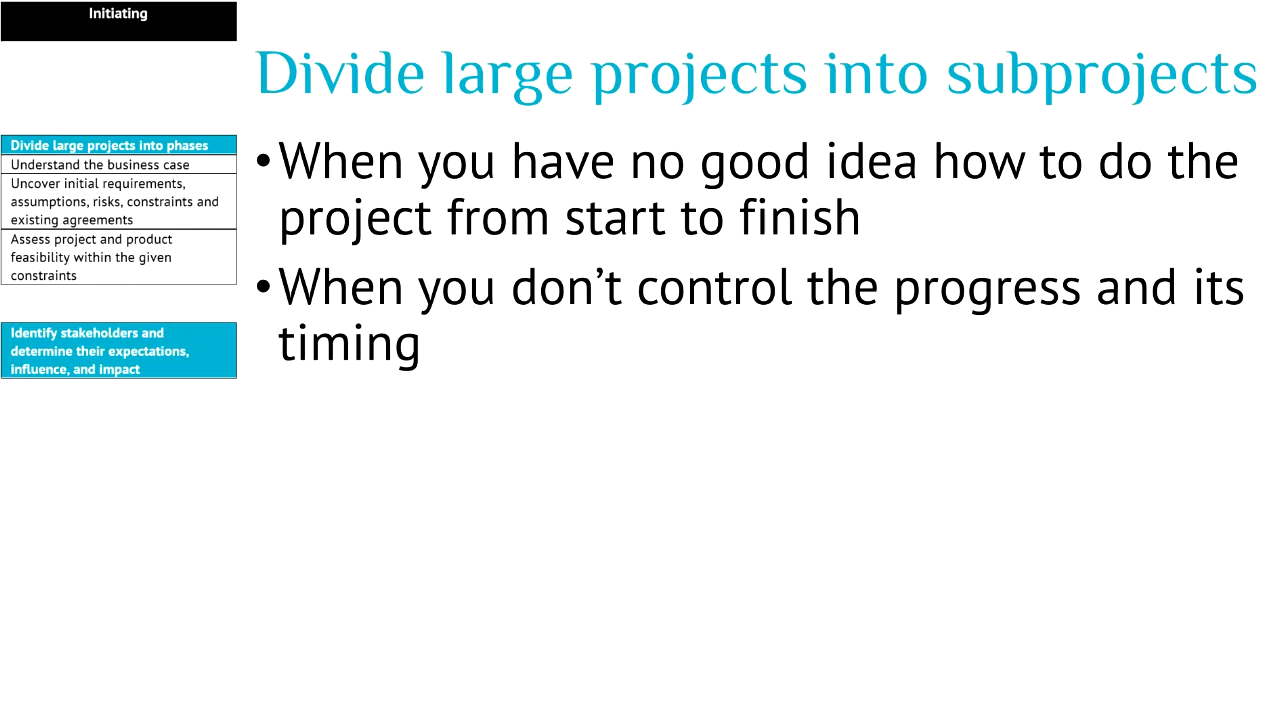 Initiating
Divide large projects into subprojects
Divide large projects into phases
Understand the business case
Uncover initial requirements,
assumptions, risks, constraints and
existing agreements
Assess project and product
feasibility within the given
constraints
Identify stakeholders and
determine their expectations,
influence, and impact
•When you have no good idea how to do the
project from start to finish
•When you don’t control the progress and its
timing